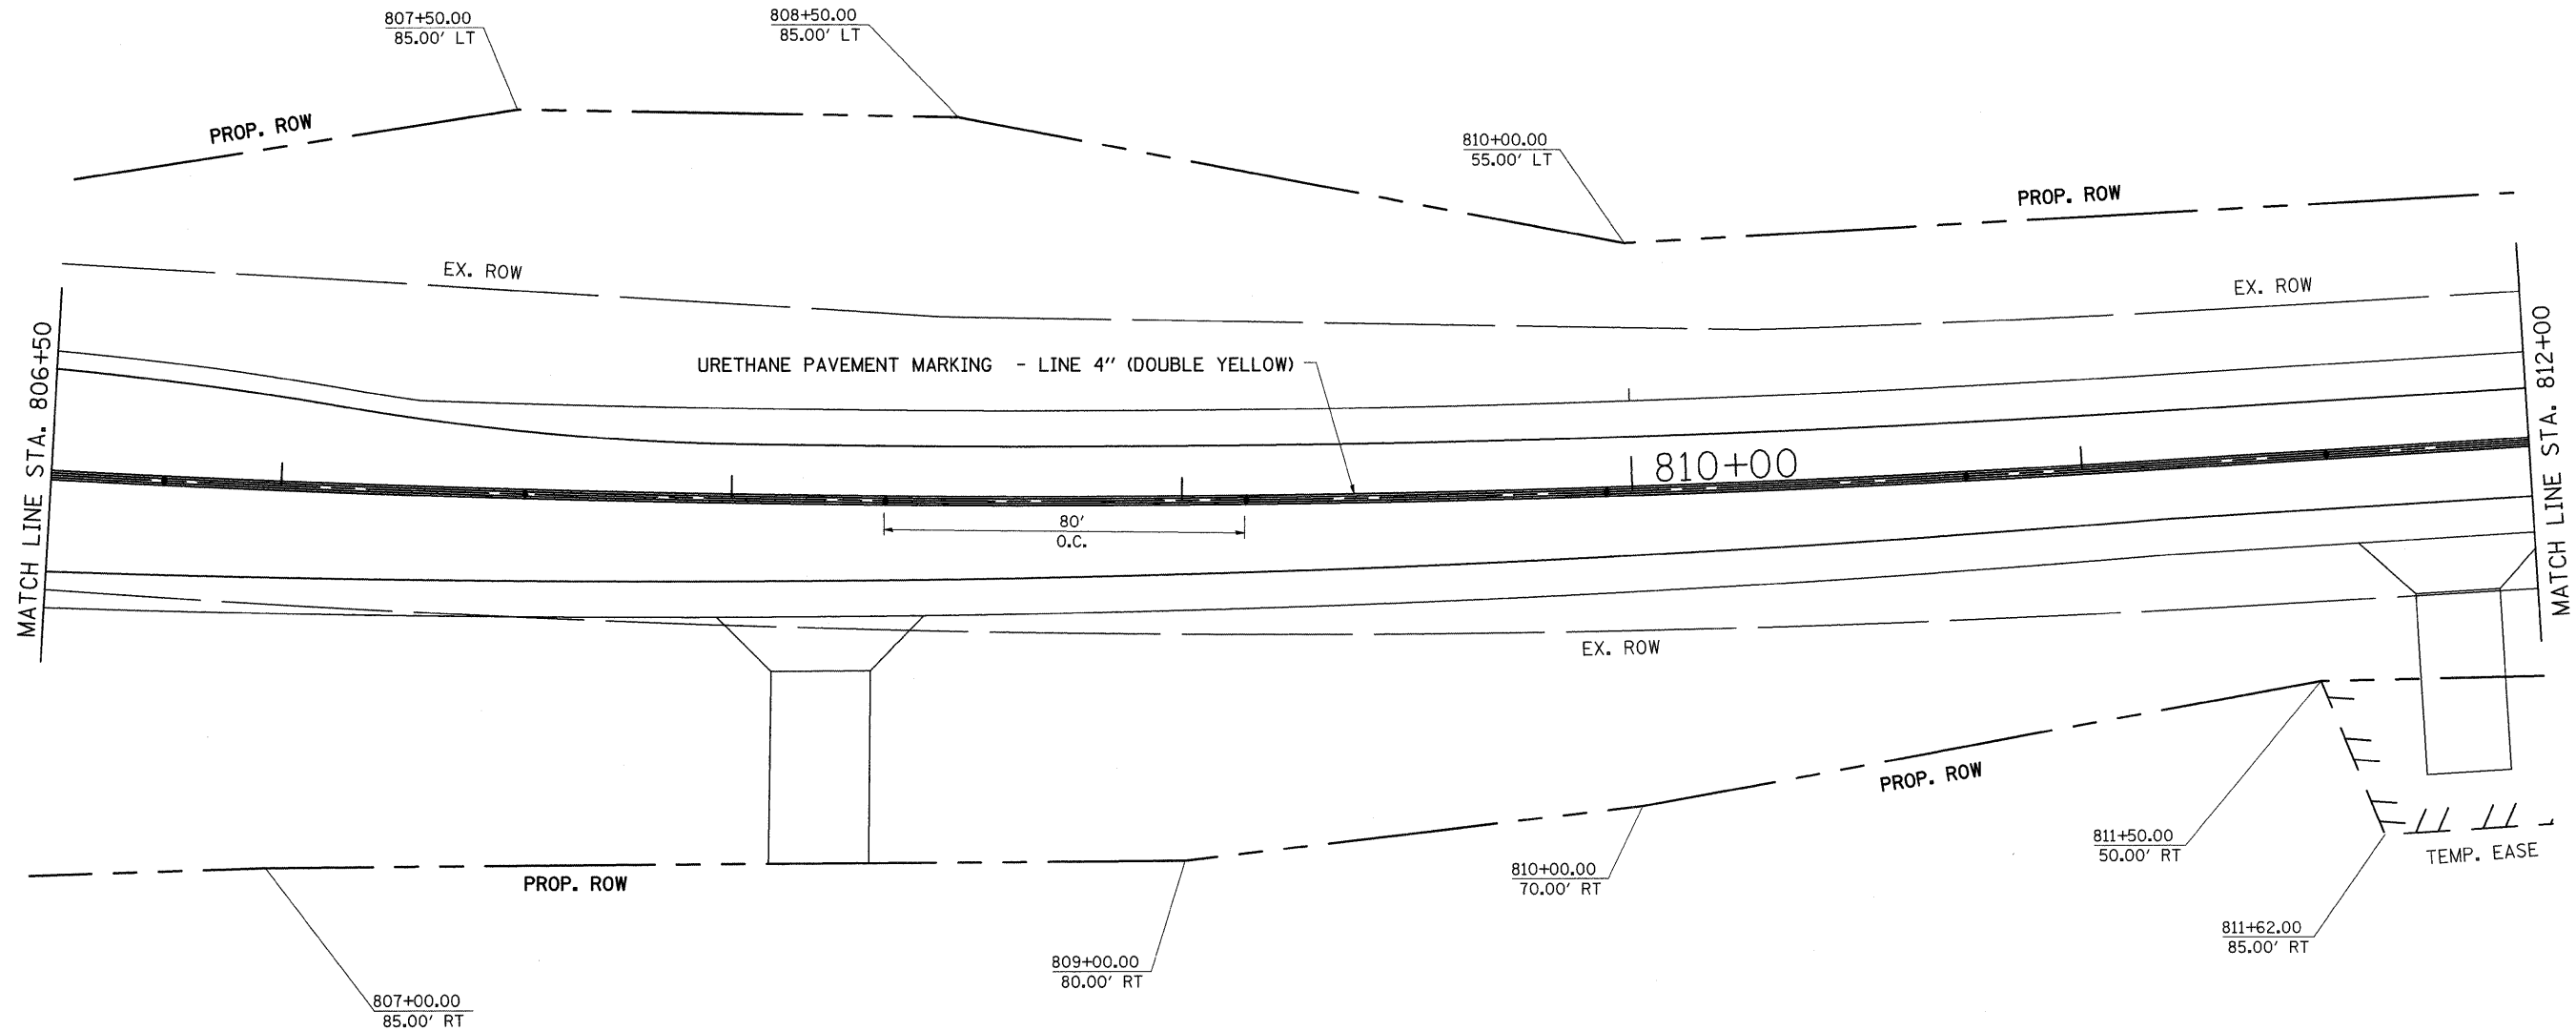 807+50.00
85.00' LT
808+50.00
85.00' LT
PROP. ROW
810+00.00
55.00' LT
PROP. ROW
EX. ROW
EX. ROW
MATCH LINE STA. 806+50
URETHANE PAVEMENT MARKING - LINE 4" (DOUBLE YELLOW)
MATCH LINE STA. 812+00
810+00
80'
O.C.
EX. ROW
PROP. ROW
PROP. ROW
811+50.00
50.00' RT
TEMP. EASE
810+00.00
70.00' RT
811+62.00
85.00' RT
809+00.00
80.00' RT
807+00.00
85.00' RT